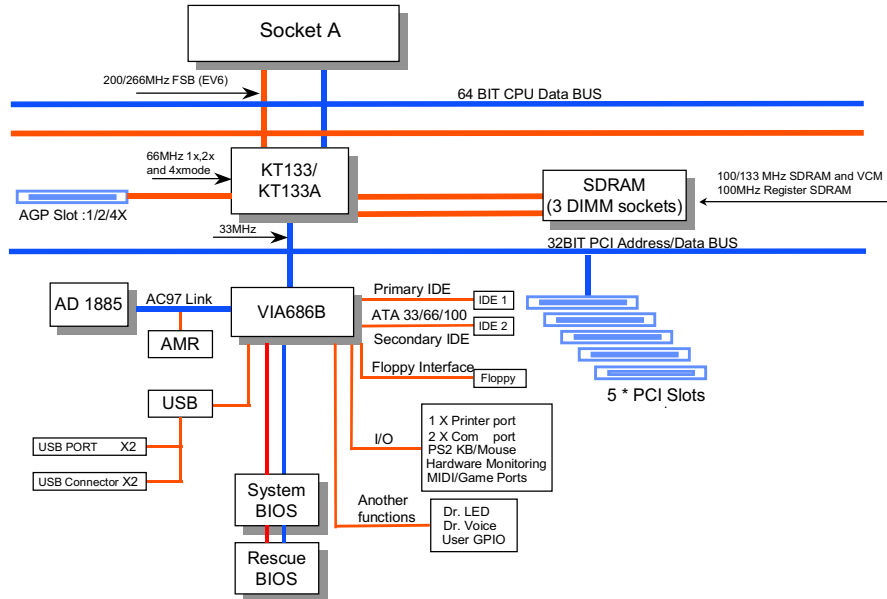 Socket A
200/266MHz FSB (EV6)
64 BIT CPU Data BUS
66MHz 1x,2x
and 4xmode
KT133/
KT133A
SDRAM
(3 DIMM sockets)
100/133 MHz SDRAM and VCM
100MHz Register SDRAM
AGP Slot :1/2/4X
33MHz
32BIT PCI Address/Data BUS
AD 1885
AC97 Link
VIA686B
Primary IDE
IDE 1
ATA 33/66/100
IDE 2
Secondary IDE
AMR
Floppy Interface
Floppy
5 * PCI Slots
USB
USB PORT X2
USB Connector X2
I/O
1 X Printer port
2 X Com port
PS2 KB/Mouse
Hardware Monitoring
MIDI/Game Ports
System
BIOS
Another
functions
Dr. LED
Dr. Voice
User GPIO
Rescue
BIOS